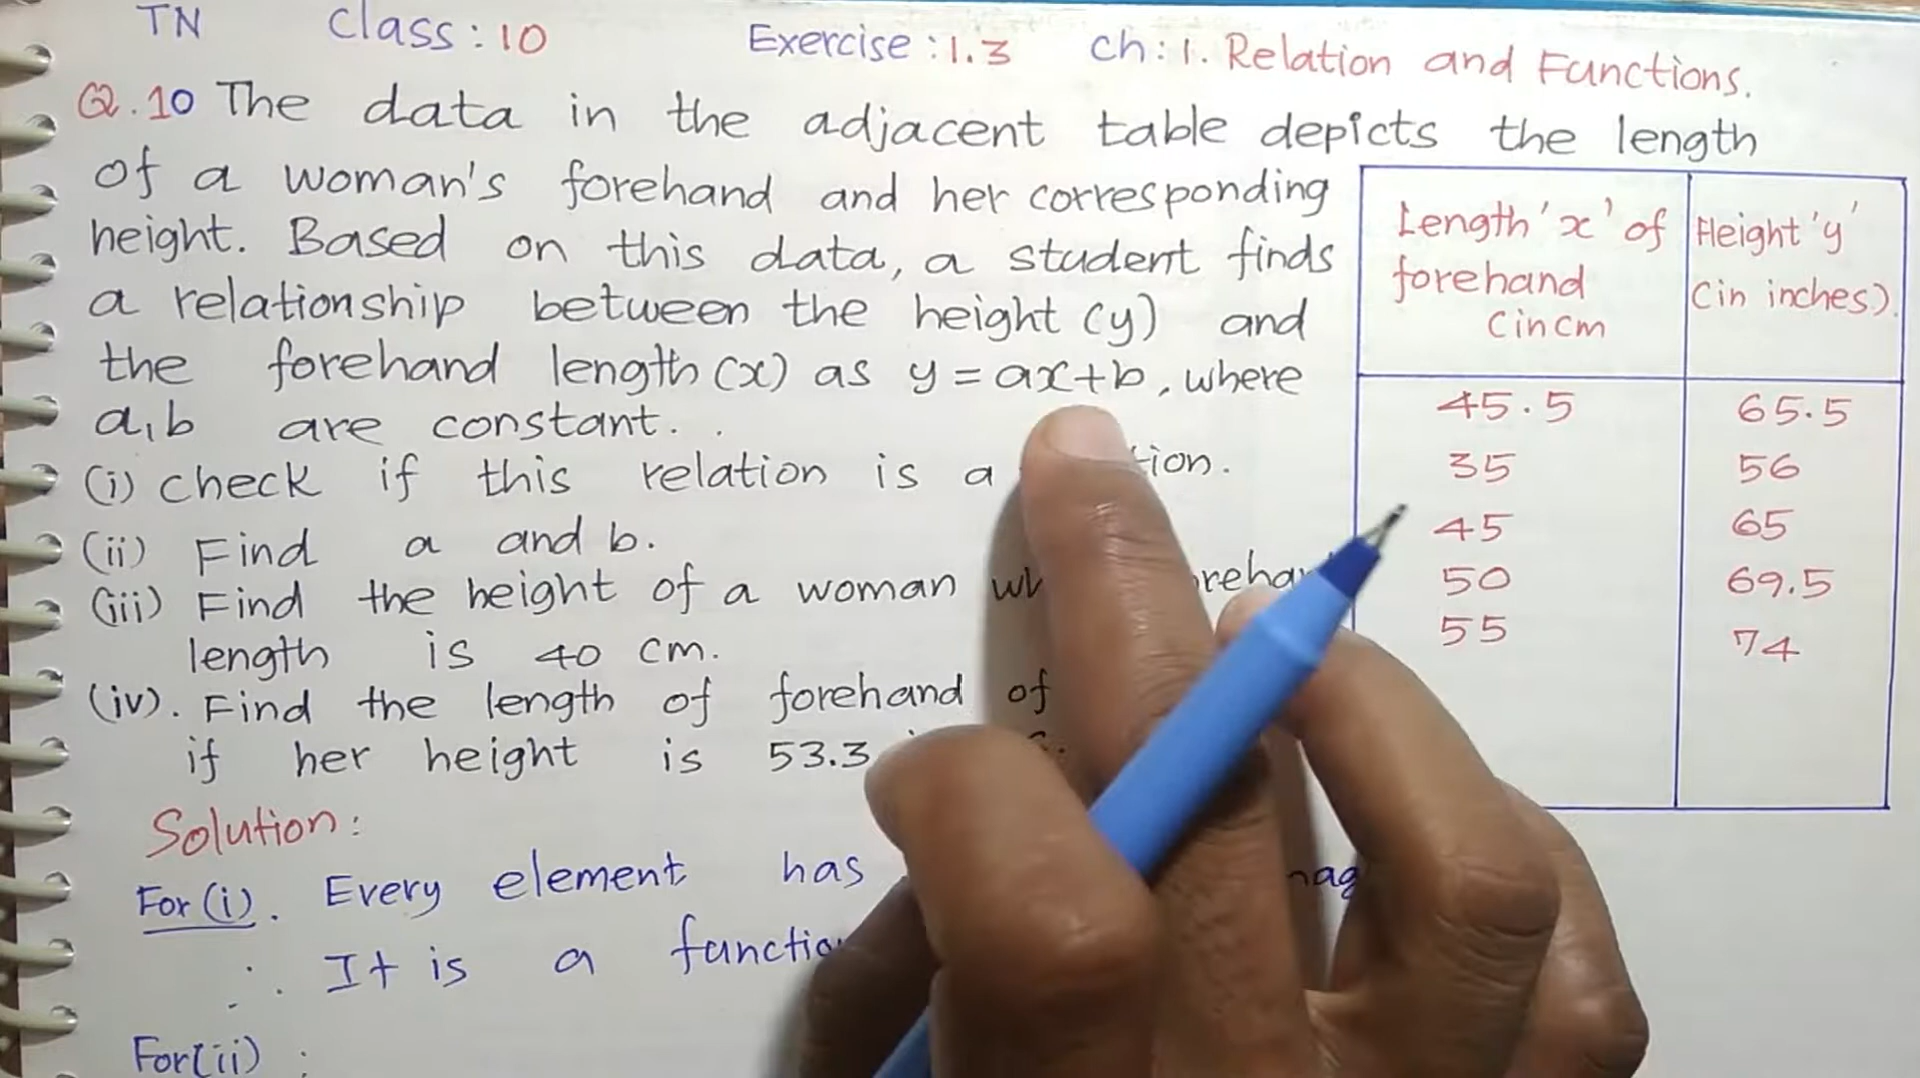 TN Class: 10 Exercise: 1.3 Ch: 1. Relation and Functions.
Q.10 The data in the adjacent table depicts the length
of a woman's forehand and her corresponding
height. Based on this data, a student finds
a relationship between the height (y) and
the forehand length (x) as y = ax+b, where
a,b are constant.
(i) check if this relation is a
(ii) Find a and b.
(iii) Find the height of a woman
length is 40 cm.
(iv). Find the length of forehand of
if her height is 53.3
Length 'x' of forehand (in cm Height 'y' (in inches).
45.5 65.5
35 56
45 65
50 69.5
55 74
Solution:
For (i). Every element has
∴ It is a
For(ii) :